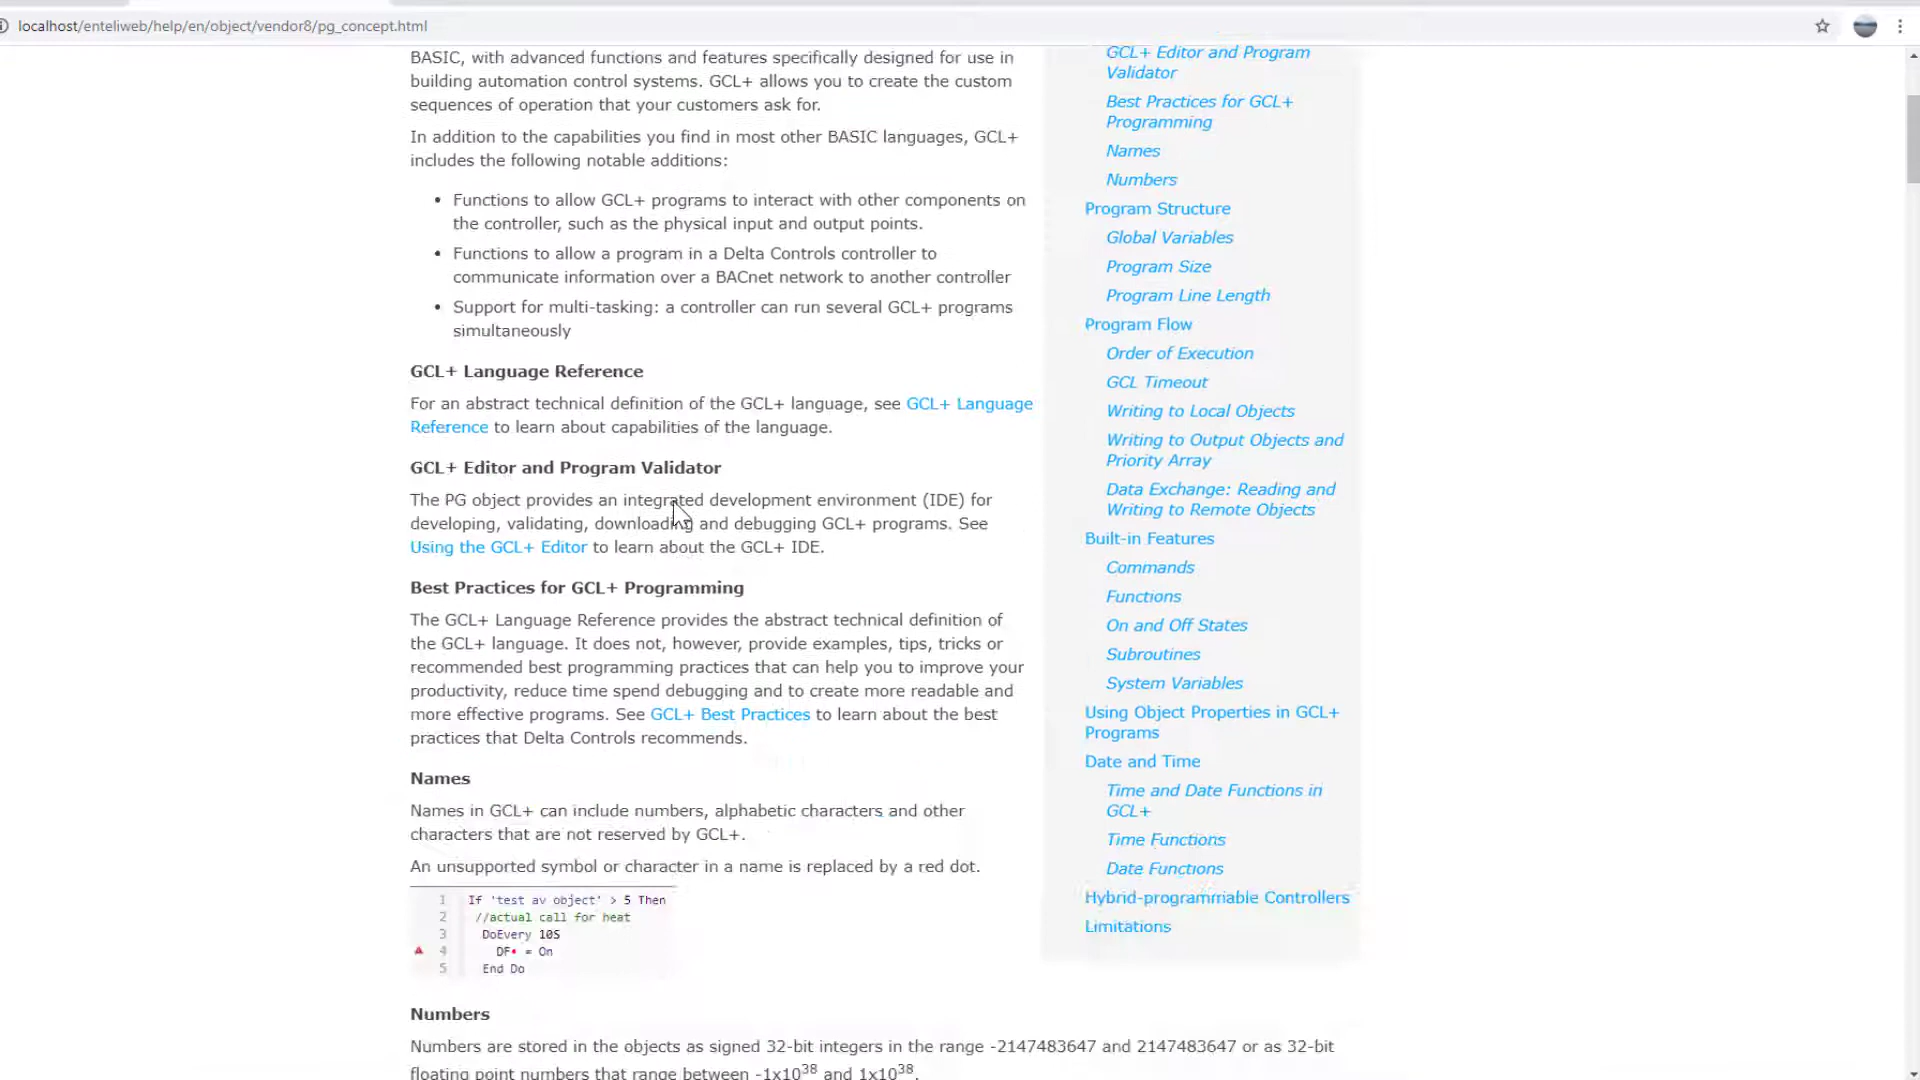 localhost/enteliweb/help/en/object/vendor8/pg_concept.html
BASIC, with advanced functions and features specifically designed for use in
building automation control systems. GCL+ allows you to create the custom
sequences of operation that your customers ask for.
In addition to the capabilities you find in most other BASIC languages, GCL+
includes the following notable additions:
• Functions to allow GCL+ programs to interact with other components on
the controller, such as the physical input and output points.
• Functions to allow a program in a Delta Controls controller to
communicate information over a BACnet network to another controller
• Support for multi-tasking: a controller can run several GCL+ programs
simultaneously
GCL+ Language Reference
For an abstract technical definition of the GCL+ language, see GCL+ Language
Reference to learn about capabilities of the language.
GCL+ Editor and Program Validator
The PG object provides an integrated development environment (IDE) for
developing, validating, downloading and debugging GCL+ programs. See
Using the GCL+ Editor to learn about the GCL+ IDE.
Best Practices for GCL+ Programming
The GCL+ Language Reference provides the abstract technical definition of
the GCL+ language. It does not, however, provide examples, tips, tricks or
recommended best programming practices that can help you to improve your
productivity, reduce time spend debugging and to create more readable and
more effective programs. See GCL+ Best Practices to learn about the best
practices that Delta Controls recommends.
Names
Names in GCL+ can include numbers, alphabetic characters and other
characters that are not reserved by GCL+.
An unsupported symbol or character in a name is replaced by a red dot.
1 If 'test av object' > 5 Then
2 //actual call for heat
3 DoEvery 10S
4 DF• = On
5 End Do
Numbers
Numbers are stored in the objects as signed 32-bit integers in the range -2147483647 and 2147483647 or as 32-bit
floating point numbers that range between -1x10³⁸ and 1x10³⁸.
GCL+ Editor and Program
Validator
Best Practices for GCL+
Programming
Names
Numbers
Program Structure
Global Variables
Program Size
Program Line Length
Program Flow
Order of Execution
GCL Timeout
Writing to Local Objects
Writing to Output Objects and
Priority Array
Data Exchange: Reading and
Writing to Remote Objects
Built-in Features
Commands
Functions
On and Off States
Subroutines
System Variables
Using Object Properties in GCL+
Programs
Date and Time
Time and Date Functions in
GCL+
Time Functions
Date Functions
Hybrid-programmable Controllers
Limitations